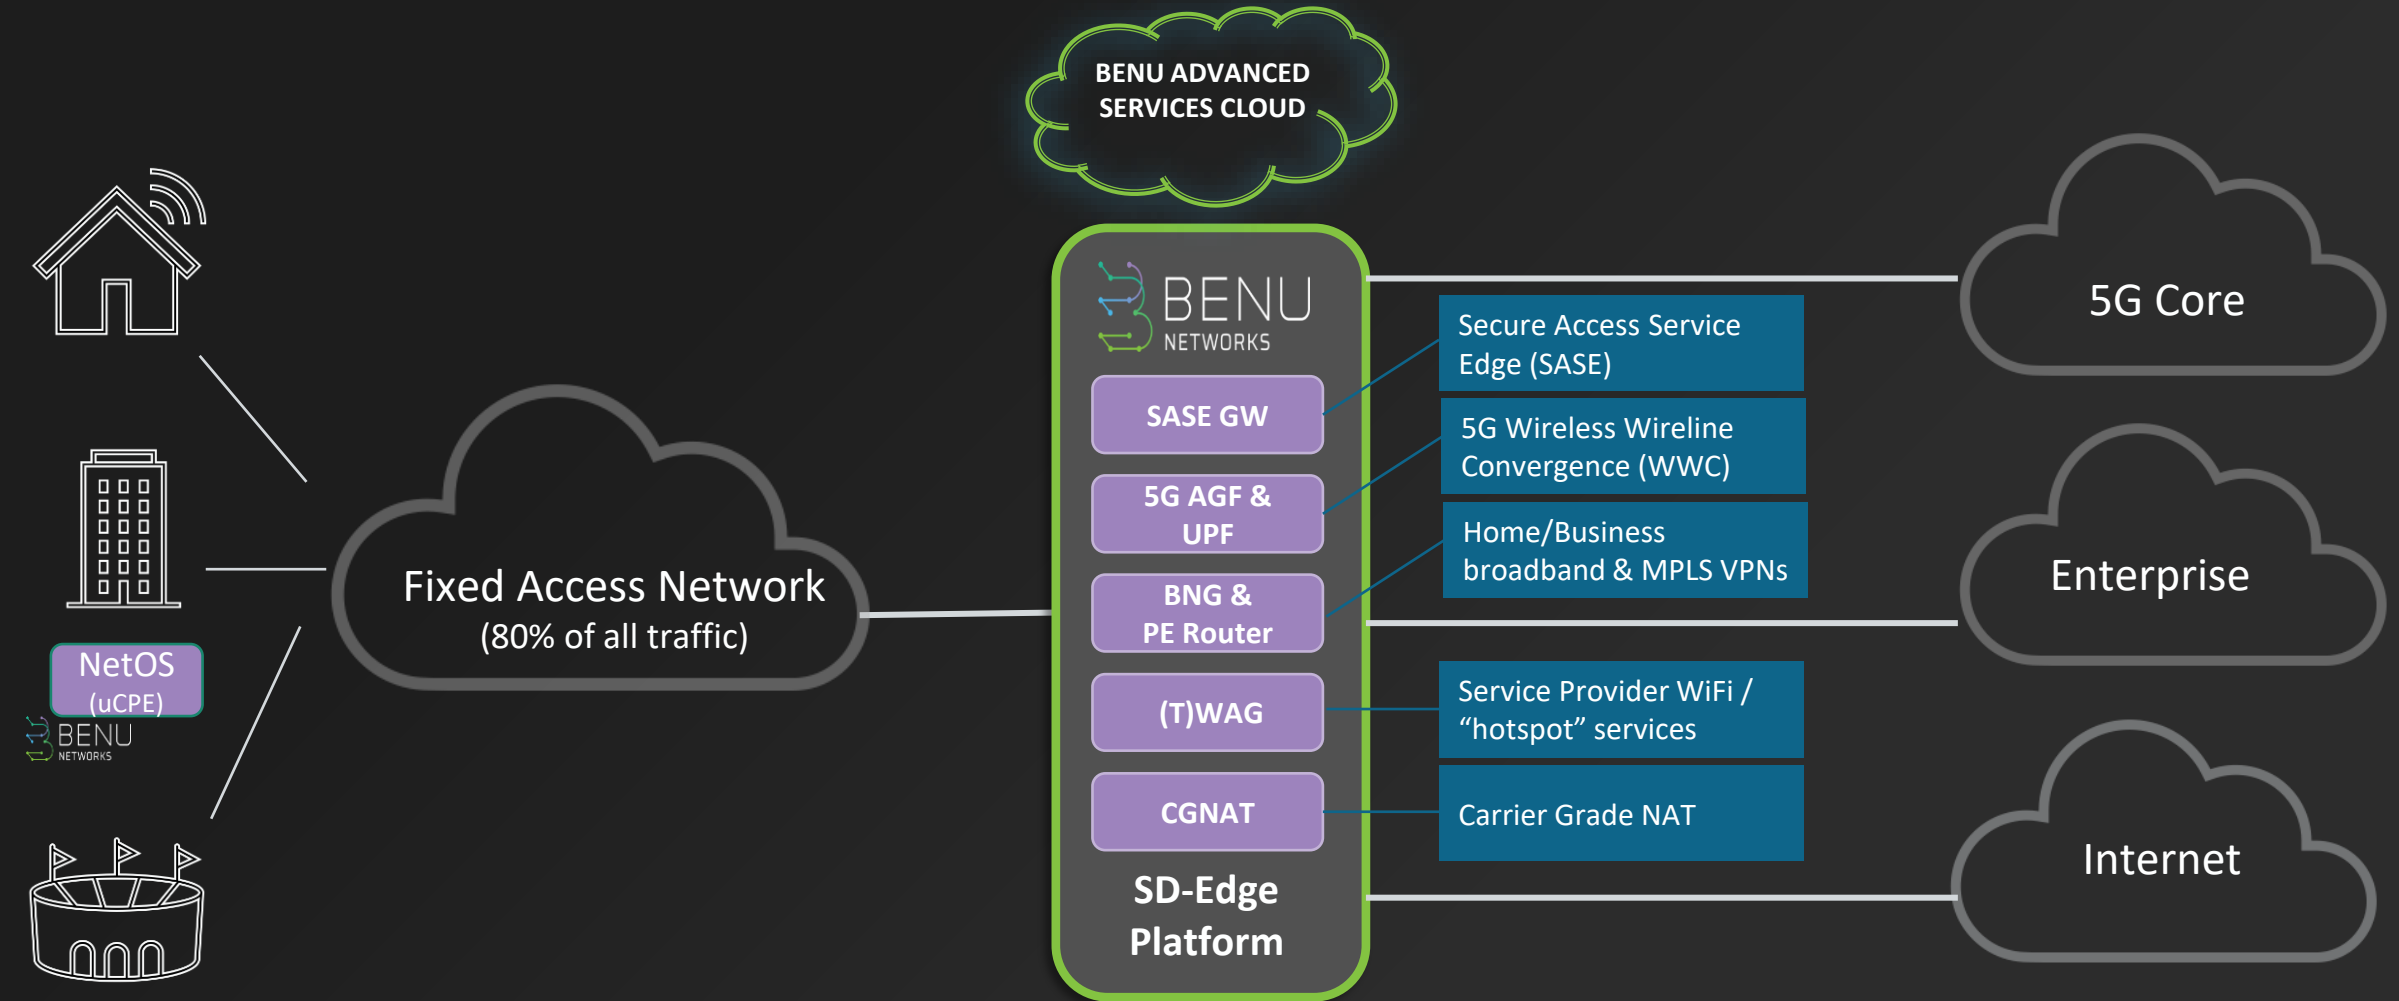 BENU ADVANCED
SERVICES CLOUD
NetOS
(uCPE)
BENU
NETWORKS
Fixed Access Network
(80% of all traffic)
BENU
NETWORKS
SASE GW
5G AGF &
UPF
BNG &
PE Router
(T)WAG
CGNAT
SD-Edge
Platform
Secure Access Service
Edge (SASE)
5G Wireless Wireline
Convergence (WWC)
Home/Business
broadband & MPLS VPNs
Service Provider WiFi /
“hotspot” services
Carrier Grade NAT
5G Core
Enterprise
Internet